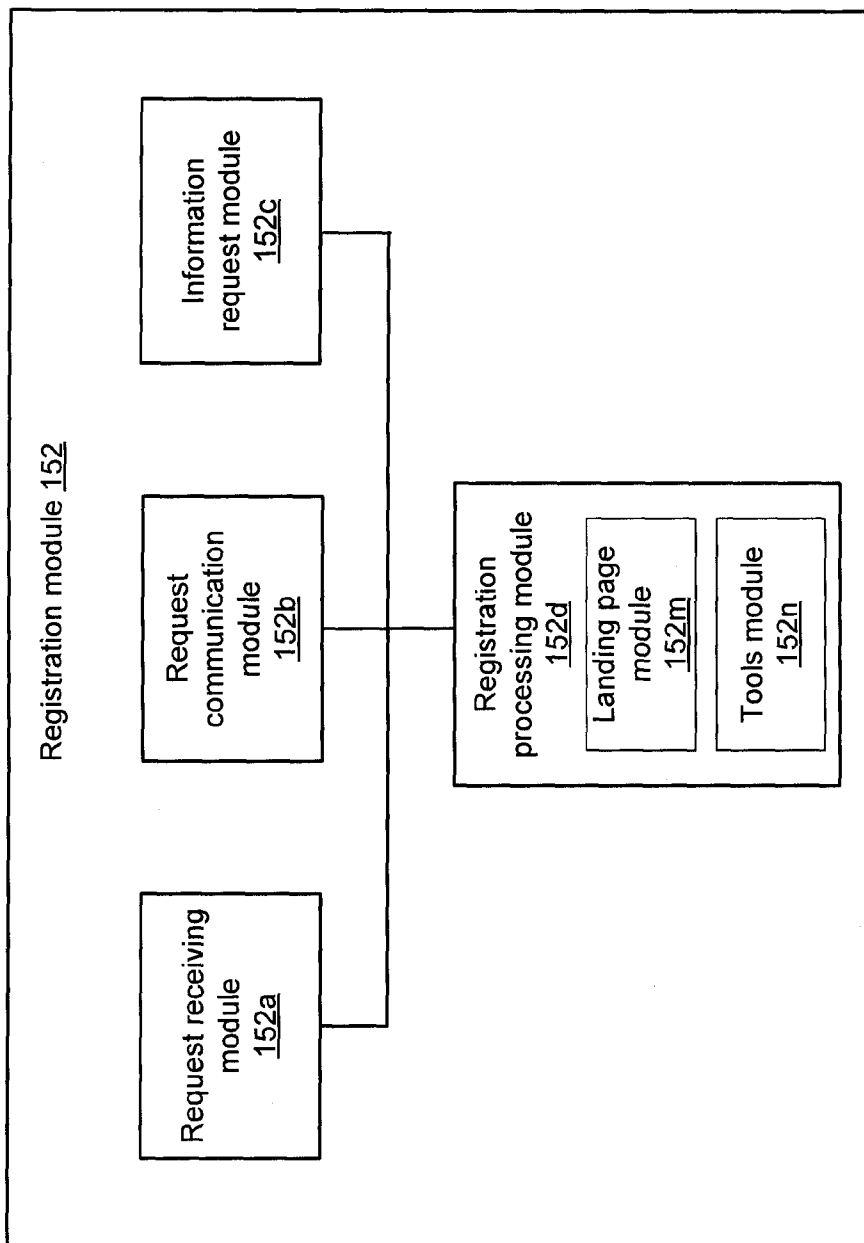 Registration module 152
Request receiving
module
152a
Request
communication
module
152b
Information
request module
152c
Registration
processing module
152d
Landing page
module
152m
Tools module
152n